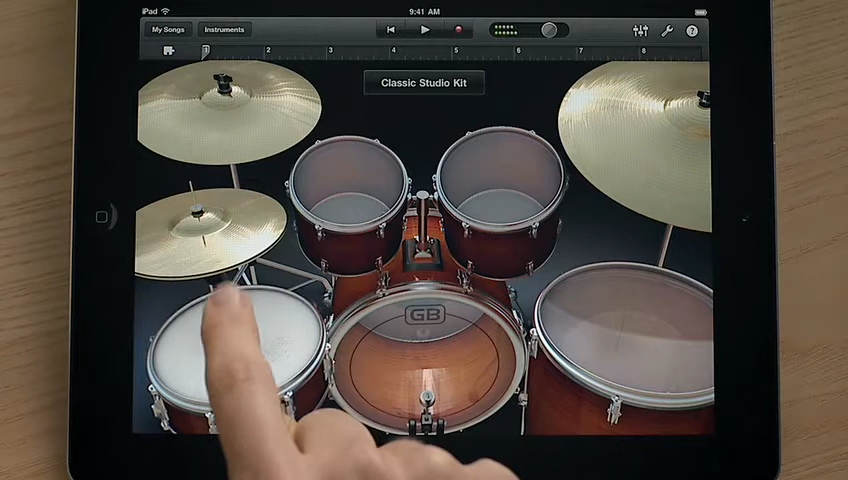 iPad 9:41 AM
My Songs Instruments
1 2 3 4 5 6 7 8
Classic Studio Kit
GB